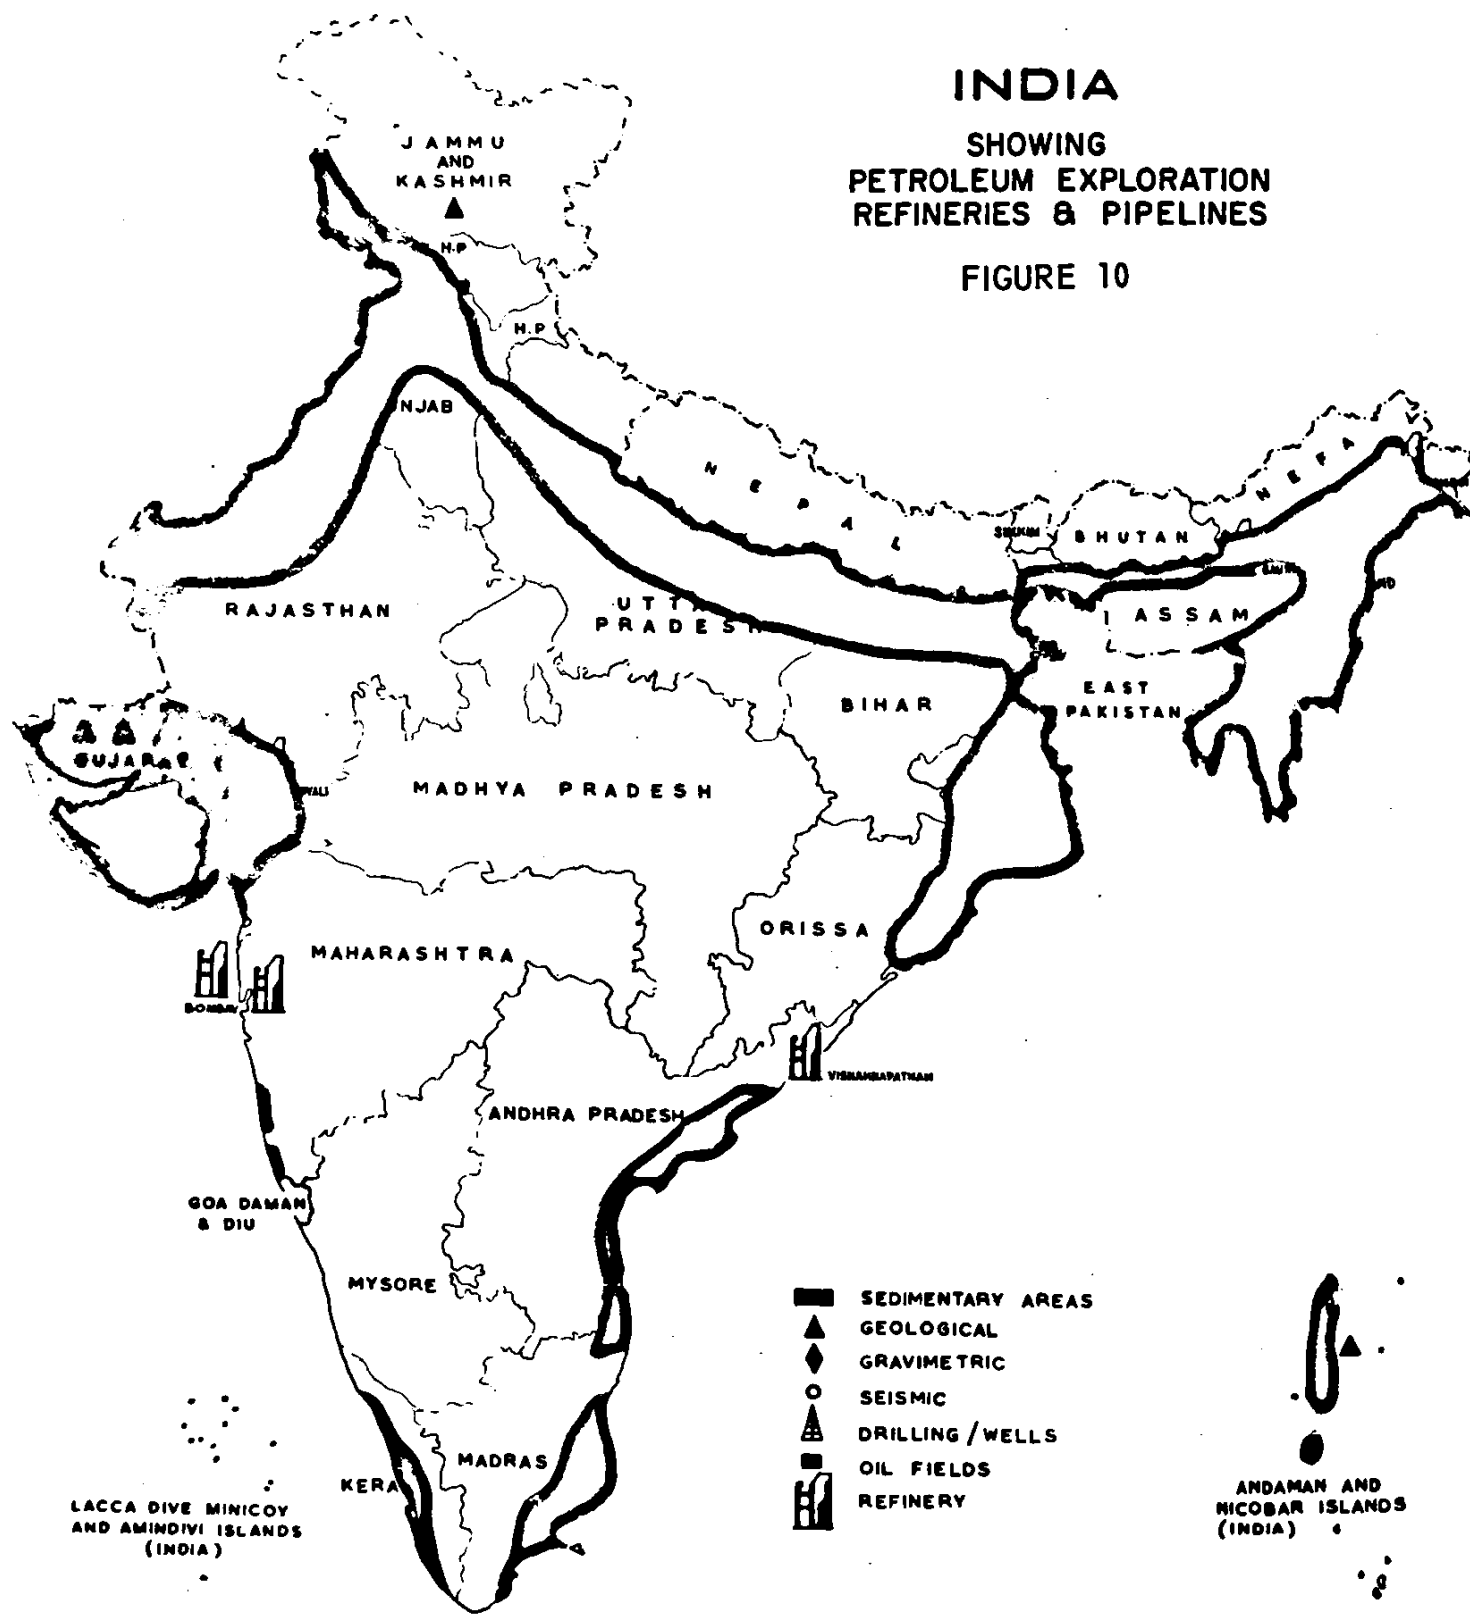 INDIA
SHOWING
PETROLEUM EXPLORATION
REFINERIES & PIPELINES
FIGURE 10
JAMMU
AND
KASHMIR
H.P
H.P
NJAB
NEPAL
NEFA
SIKKIM
BHUTAN
RAJASTHAN
UTTA
PRADESH
ASSAM
EAST
PAKISTAN
BIHAR
GUJARAT
MADHYA PRADESH
ORISSA
MAHARASHTRA
BOMBAY
VISHAKHAPATNAM
ANDHRA PRADESH
GOA DAMAN
& DIU
MYSORE
MADRAS
KERA
LACCA DIVE MINICOY
AND AMINDIVI ISLANDS
(INDIA)
SEDIMENTARY AREAS
GEOLOGICAL
GRAVIMETRIC
SEISMIC
DRILLING/WELLS
OIL FIELDS
REFINERY
ANDAMAN AND
NICOBAR ISLANDS
(INDIA)